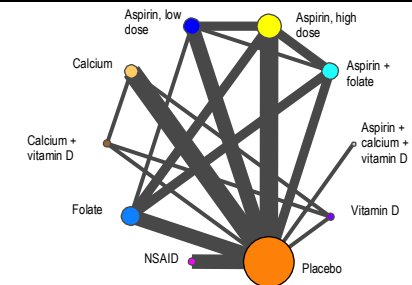 Aspirin, low
dose
Aspirin, high
dose
Calcium
Aspirin +
folate
Calcium +
vitamin D
Aspirin +
calcium +
vitamin D
Folate
Vitamin D
NSAID
Placebo